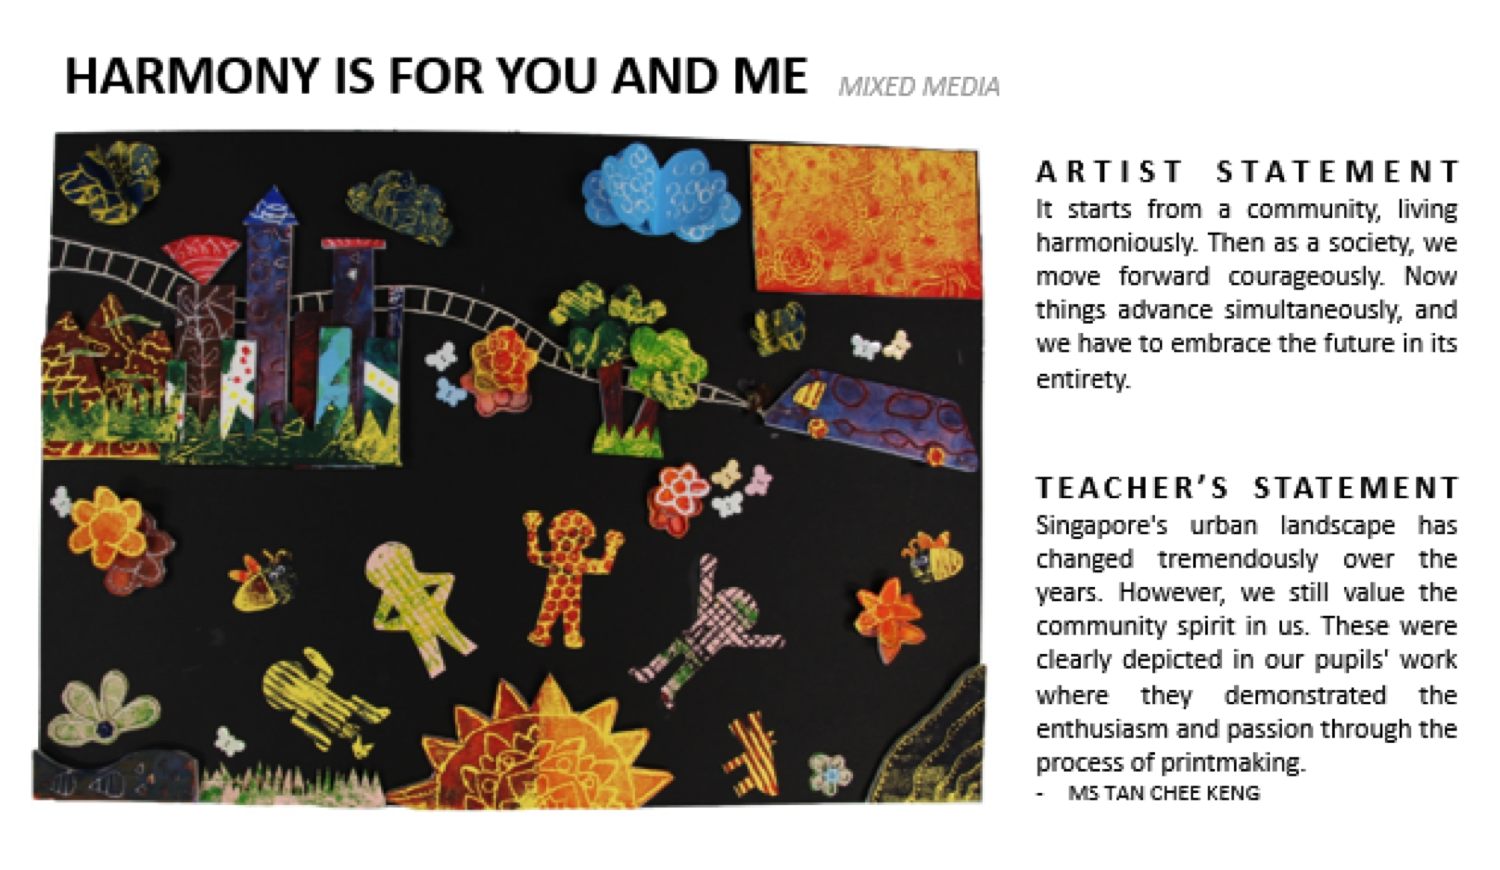 HARMONY IS FOR YOU AND ME MIXED MEDIA
ARTIST STATEMENT
It starts from a community, living
harmoniously. Then as a society, we
move forward courageously. Now
things advance simultaneously, and
we have to embrace the future in its
entirety.
TEACHER'S STATEMENT
Singapore's urban landscape has
changed tremendously over the
years. However, we still value the
community spirit in us. These were
clearly depicted in our pupils' work
where they demonstrated the
enthusiasm and passion through the
process of printmaking.
- MS TAN CHEE KENG